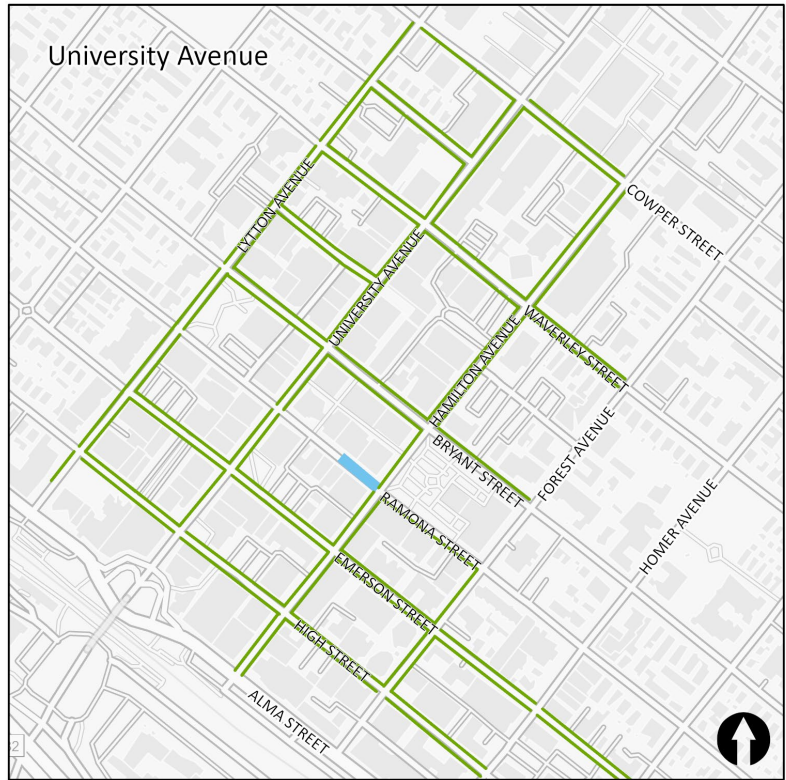 University Avenue
LYTTON AVENUE
COWPER STREET
UNIVERSITY AVENUE
WAVERLEY STREET
HAMILTON AVENUE
BRYANT STREET
FOREST AVENUE
RAMONA STREET
HOMER AVENUE
EMERSON STREET
HIGH STREET
ALMA STREET